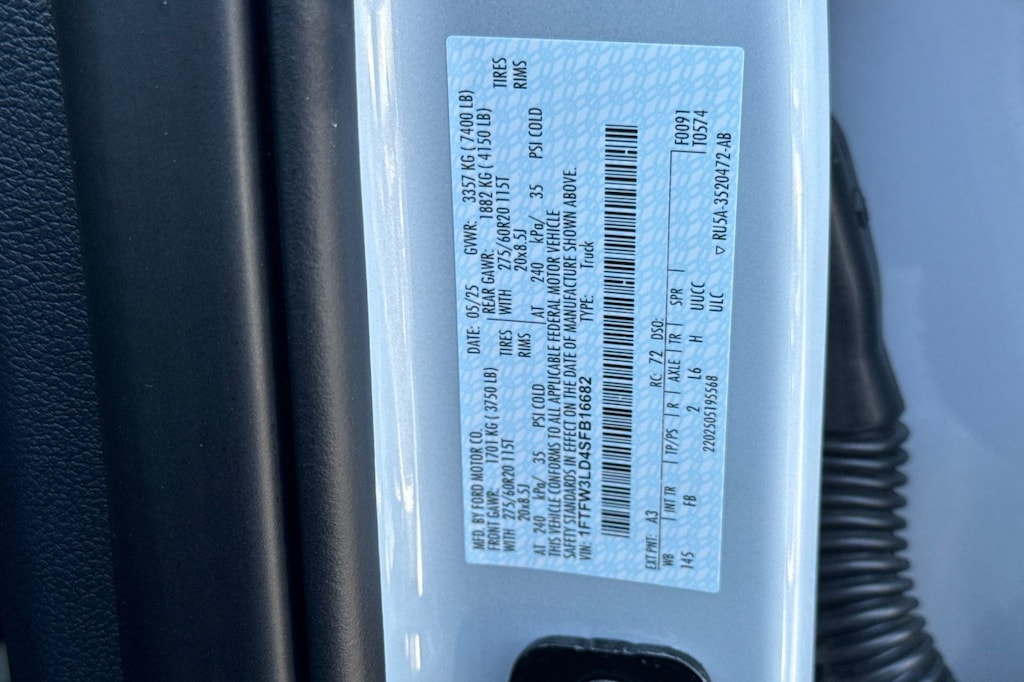 MFD. BY FORD MOTOR CO. DATE: 05/25 GVWR: 3357 KG ( 7400 LB)
FRONT GAWR: 1701 KG ( 3750 LB) REAR GAWR: 1882 KG ( 4150 LB)
WITH 275/60R20 115T TIRES WITH 275/60R20 115T TIRES
20x8.5J RIMS 20x8.5J RIMS
AT 240 kPa/ 35 PSI COLD AT 240 kPa/ 35 PSI COLD
THIS VEHICLE CONFORMS TO ALL APPLICABLE FEDERAL MOTOR VEHICLE
SAFETY STANDARDS IN EFFECT ON THE DATE OF MANUFACTURE SHOWN ABOVE.
VIN: 1FTFW3LD4SFB16682 TYPE: Truck
F0091
T0574
EXT PNT: A3 RC: 72 DSO:
WB INT TR TP/PS R AXLE TR SPR
145 FB 2 L6 H UUCC
2202505195568 ULC
▽ RU5A-3520472-AB